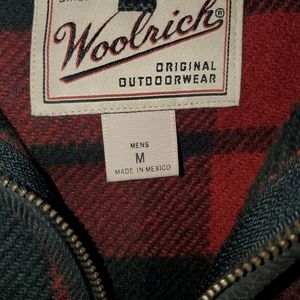 Woolrich®
ORIGINAL
OUTDOORWEAR
MENS
M
MADE IN MEXICO